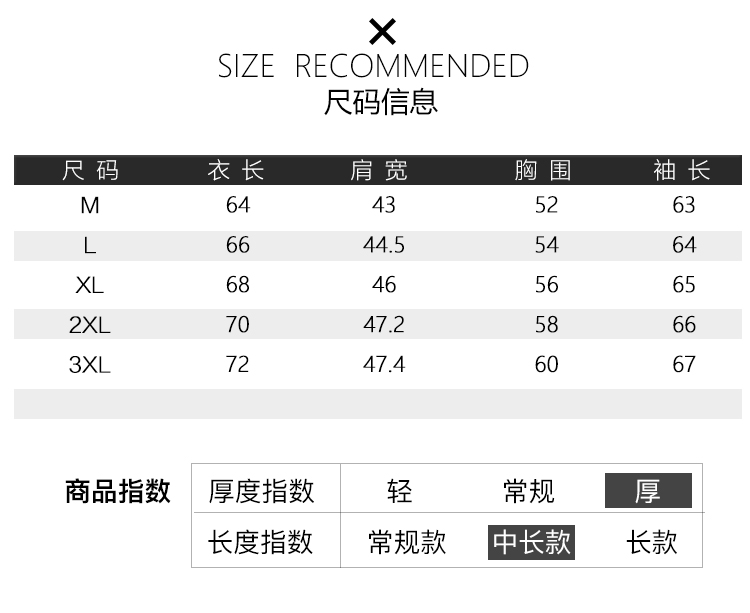 SIZE RECOMMENDED
尺码信息
尺码 衣长 肩宽 胸围 袖长
M 64 43 52 63
L 66 44.5 54 64
XL 68 46 56 65
2XL 70 47.2 58 66
3XL 72 47.4 60 67
商品指数 厚度指数 轻 常规 厚
长度指数 常规款 中长款 长款